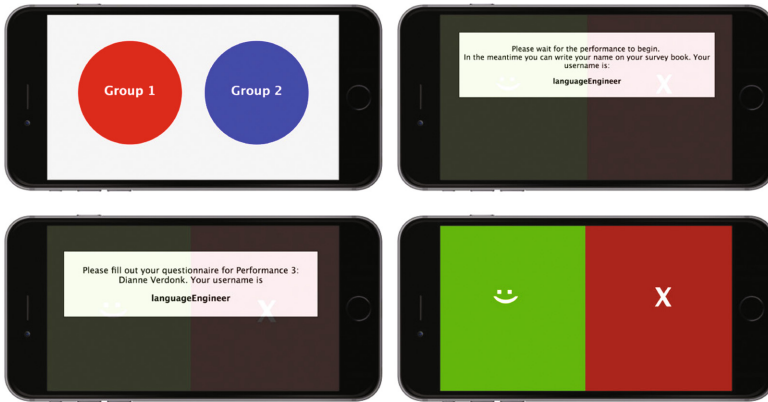 Group 1
Group 2
Please wait for the performance to begin.
In the meantime you can write your name on your survey book. Your
username is:
languageEngineer
X
Please fill out your questionnaire for Performance 3:
Dianne Verdonk. Your username is
languageEngineer
X
:)
X